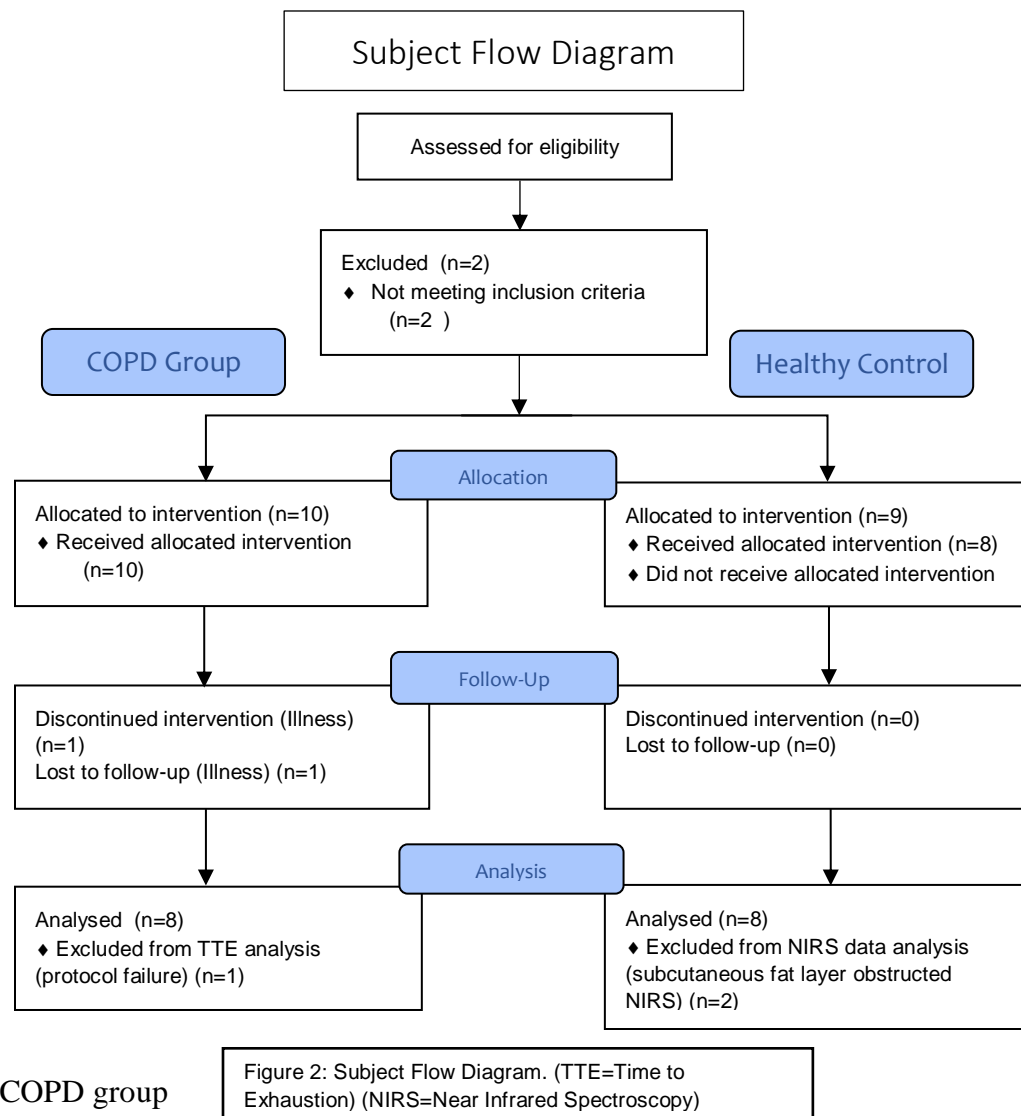 Subject Flow Diagram
Assessed for eligibility
Excluded (n=2)
♦ Not meeting inclusion criteria
(n=2 )
COPD Group
Healthy Control
Allocation
Allocated to intervention (n=10)
♦ Received allocated intervention
(n=10)
Allocated to intervention (n=9)
♦ Received allocated intervention (n=8)
♦ Did not receive allocated intervention
Follow-Up
Discontinued intervention (Illness)
(n=1)
Lost to follow-up (Illness) (n=1)
Discontinued intervention (n=0)
Lost to follow-up (n=0)
Analysis
Analysed (n=8)
♦ Excluded from TTE analysis
(protocol failure) (n=1)
Analysed (n=8)
♦ Excluded from NIRS data analysis
(subcutaneous fat layer obstructed
NIRS) (n=2)
COPD group
Figure 2: Subject Flow Diagram. (TTE=Time to
Exhaustion) (NIRS=Near Infrared Spectroscopy)